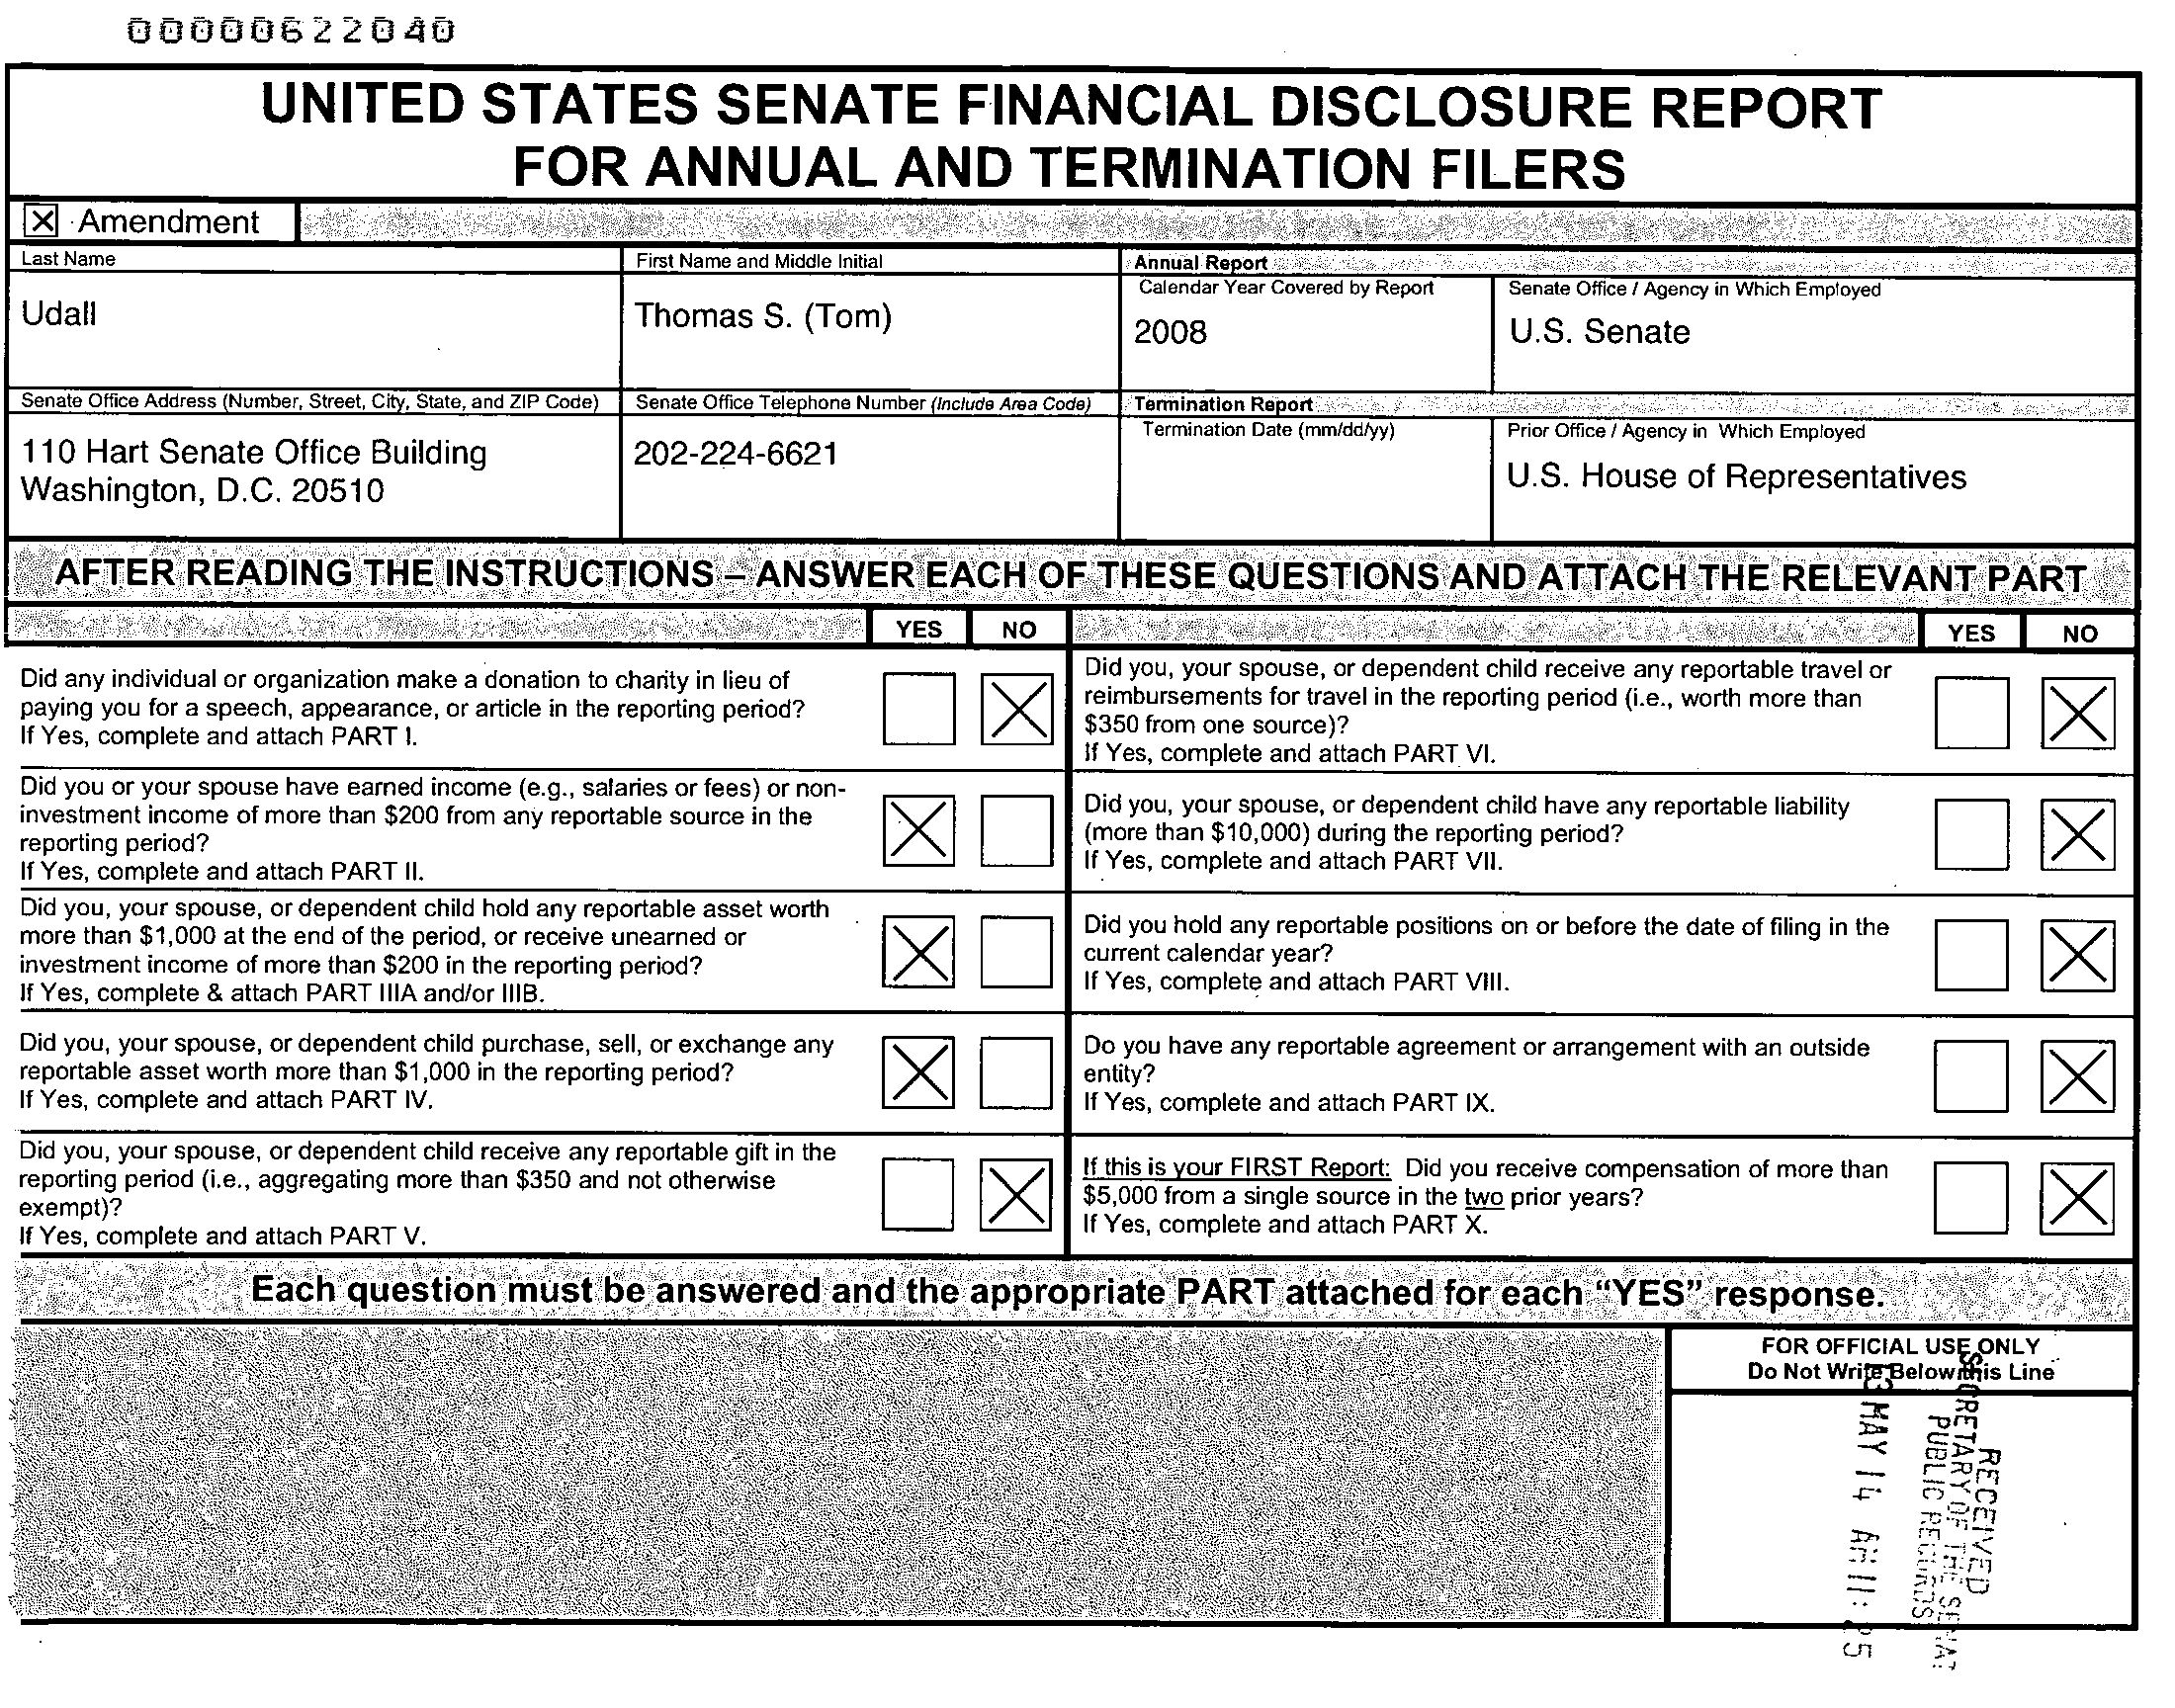 00000622040
UNITED STATES SENATE FINANCIAL DISCLOSURE REPORT
FOR ANNUAL AND TERMINATION FILERS
Amendment
Last Name
First Name and Middle Initial
Annual Report
Calendar Year Covered by Report
Senate Office / Agency in Which Employed
Udall
Thomas S. (Tom)
2008
U.S. Senate
Senate Office Address (Number, Street, City, State, and ZIP Code)
Senate Office Telephone Number (Include Area Code)
Termination Report
Termination Date (mm/dd/yy)
Prior Office / Agency in Which Employed
110 Hart Senate Office Building
Washington, D.C. 20510
202-224-6621
U.S. House of Representatives
AFTER READING THE INSTRUCTIONS – ANSWER EACH OF THESE QUESTIONS AND ATTACH THE RELEVANT PART
YES NO
YES NO
Did any individual or organization make a donation to charity in lieu of
paying you for a speech, appearance, or article in the reporting period?
If Yes, complete and attach PART I.
Did you, your spouse, or dependent child receive any reportable travel or
reimbursements for travel in the reporting period (i.e., worth more than
$350 from one source)?
If Yes, complete and attach PART VI.
Did you or your spouse have earned income (e.g., salaries or fees) or non-
investment income of more than $200 from any reportable source in the
reporting period?
If Yes, complete and attach PART II.
Did you, your spouse, or dependent child have any reportable liability
(more than $10,000) during the reporting period?
If Yes, complete and attach PART VII.
Did you, your spouse, or dependent child hold any reportable asset worth
more than $1,000 at the end of the period, or receive unearned or
investment income of more than $200 in the reporting period?
If Yes, complete & attach PART IIIA and/or IIIB.
Did you hold any reportable positions on or before the date of filing in the
current calendar year?
If Yes, complete and attach PART VIII.
Did you, your spouse, or dependent child purchase, sell, or exchange any
reportable asset worth more than $1,000 in the reporting period?
If Yes, complete and attach PART IV.
Do you have any reportable agreement or arrangement with an outside
entity?
If Yes, complete and attach PART IX.
Did you, your spouse, or dependent child receive any reportable gift in the
reporting period (i.e., aggregating more than $350 and not otherwise
exempt)?
If Yes, complete and attach PART V.
If this is your FIRST Report: Did you receive compensation of more than
$5,000 from a single source in the two prior years?
If Yes, complete and attach PART X.
Each question must be answered and the appropriate PART attached for each “YES” response.
FOR OFFICIAL USE ONLY
Do Not Write Below this Line
RECEIVED
SECRETARY OF THE SENAT
PUBLIC RECORDS
13 MAY 14 AM 11: 25